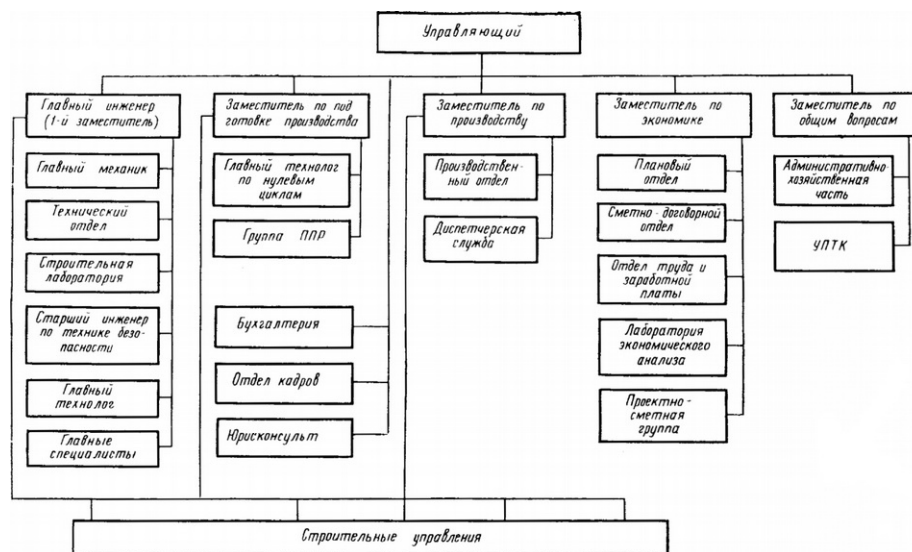 Управляющий
Главный инженер
(1-й заместитель)
Главный механик
Технический
отдел
Строительная
лаборатория
Старший инженер
по технике безо-
пасности
Главный
технолог
Главные
специалисты
Заместитель по под
готовке производства
Главный технолог
по нулевым
циклам
Группа ППР
Бухгалтерия
Отдел кадров
Юрисконсульт
Заместитель по
производству
Производствен-
ный отдел
Диспетчерская
служба
Заместитель по
экономике
Плановый
отдел
Сметно-договорной
отдел
Отдел труда и
заработной
платы
Лаборатория
экономического
анализа
Проектно-
сметная
группа
Заместитель по
общим вопросам
Административно-
хозяйственная
часть
УПТК
Строительные управления